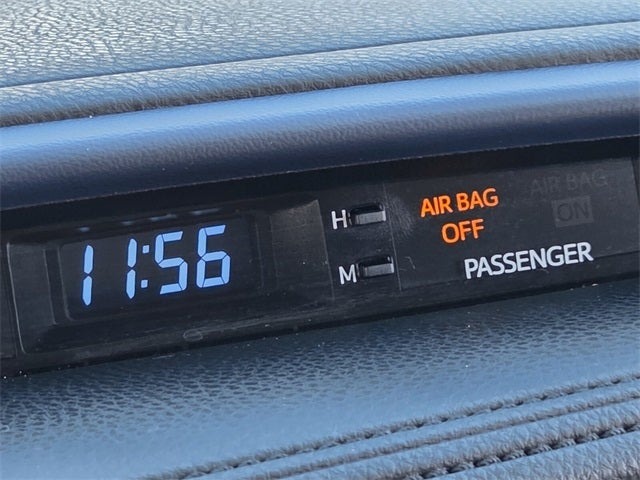 11:56
H
M
AIR BAG
OFF
AIR BAG
ON
PASSENGER